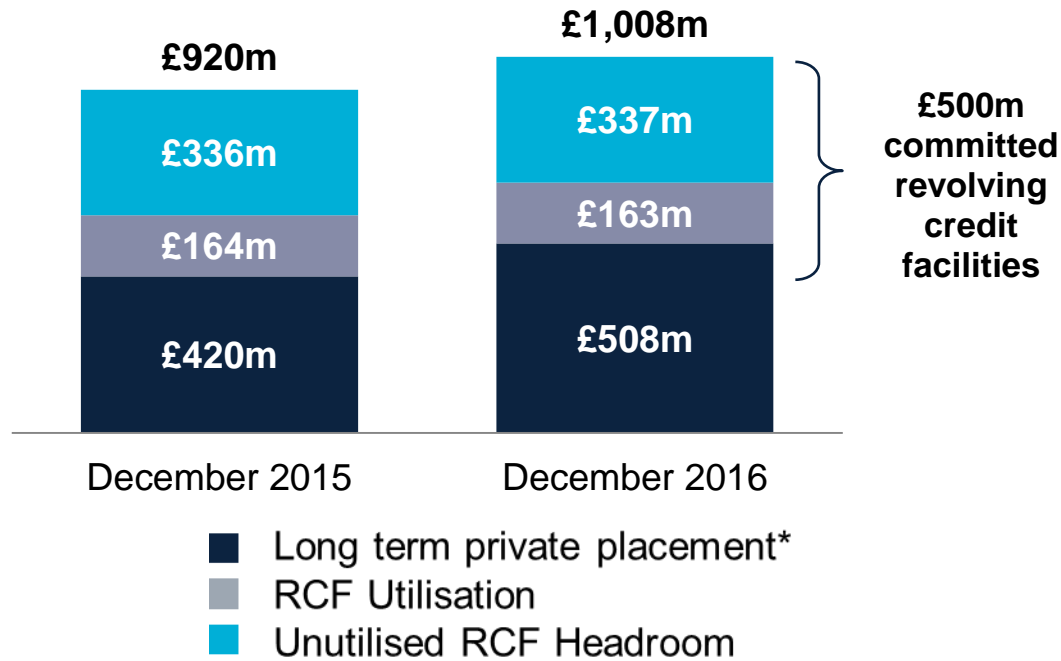 £920m
£1,008m
£336m
£337m
£164m
£163m
£420m
£508m
£500m
committed
revolving
credit
facilities
December 2015
December 2016
Long term private placement*
RCF Utilisation
Unutilised RCF Headroom